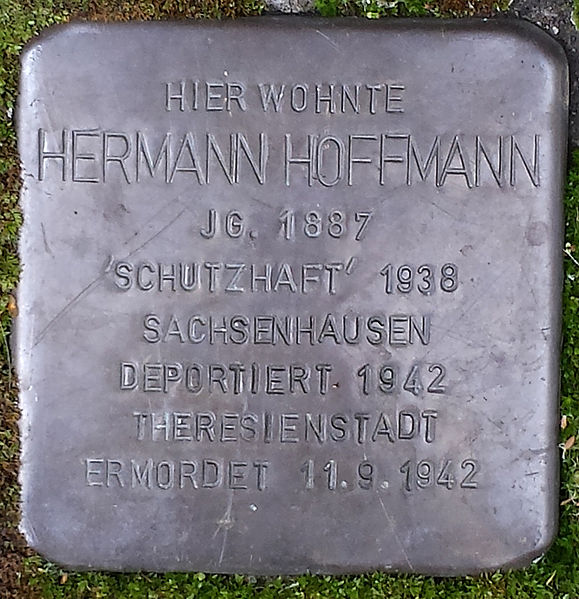 HIER WOHNTE
HERMANN HOFFMANN
JG. 1887
'SCHUTZHAFT' 1938
SACHSENHAUSEN
DEPORTIERT 1942
THERESIENSTADT
ERMORDET 11.9.1942